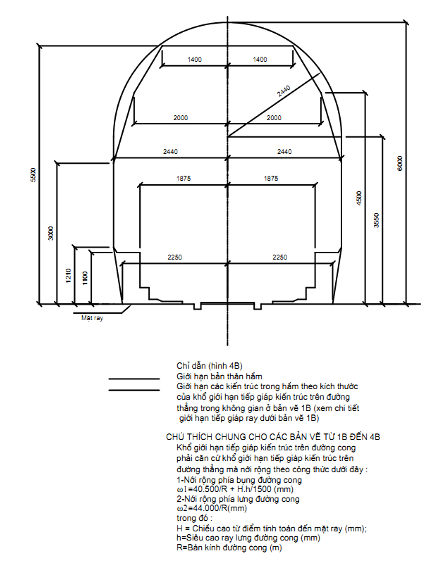 1400 1400
2440
2000 2000
2440 2440
1875 1875
2250 2250
5500
3000
1210
1100
4500
3550
6000
Mặt ray
Chỉ dẫn (hình 4B)
Giới hạn bản thân hầm
Giới hạn các kiến trúc trong hầm theo kích thước
của khổ giới hạn tiếp giáp kiến trúc trên đường
thẳng trong không gian ở bản vẽ 1B (xem chi tiết
giới hạn tiếp giáp ray dưới bản vẽ 1B)
CHÚ THÍCH CHUNG CHO CÁC BẢN VẼ TỪ 1B ĐẾN 4B
Khổ giới hạn tiếp giáp kiến trúc trên đường cong
phải căn cứ khổ giới hạn tiếp giáp kiến trúc trên
đường thẳng mà nới rộng theo công thức dưới đây :
1-Nới rộng phía bụng đường cong
ω1=40.500/R + H.h/1500 (mm)
2-Nới rộng phía lưng đường cong
ω2=44.000/R(mm)
trong đó :
H = Chiều cao từ điểm tính toán đến mặt ray (mm);
h=Siêu cao ray lưng đường cong (mm)
R=Bán kính đường cong (m)